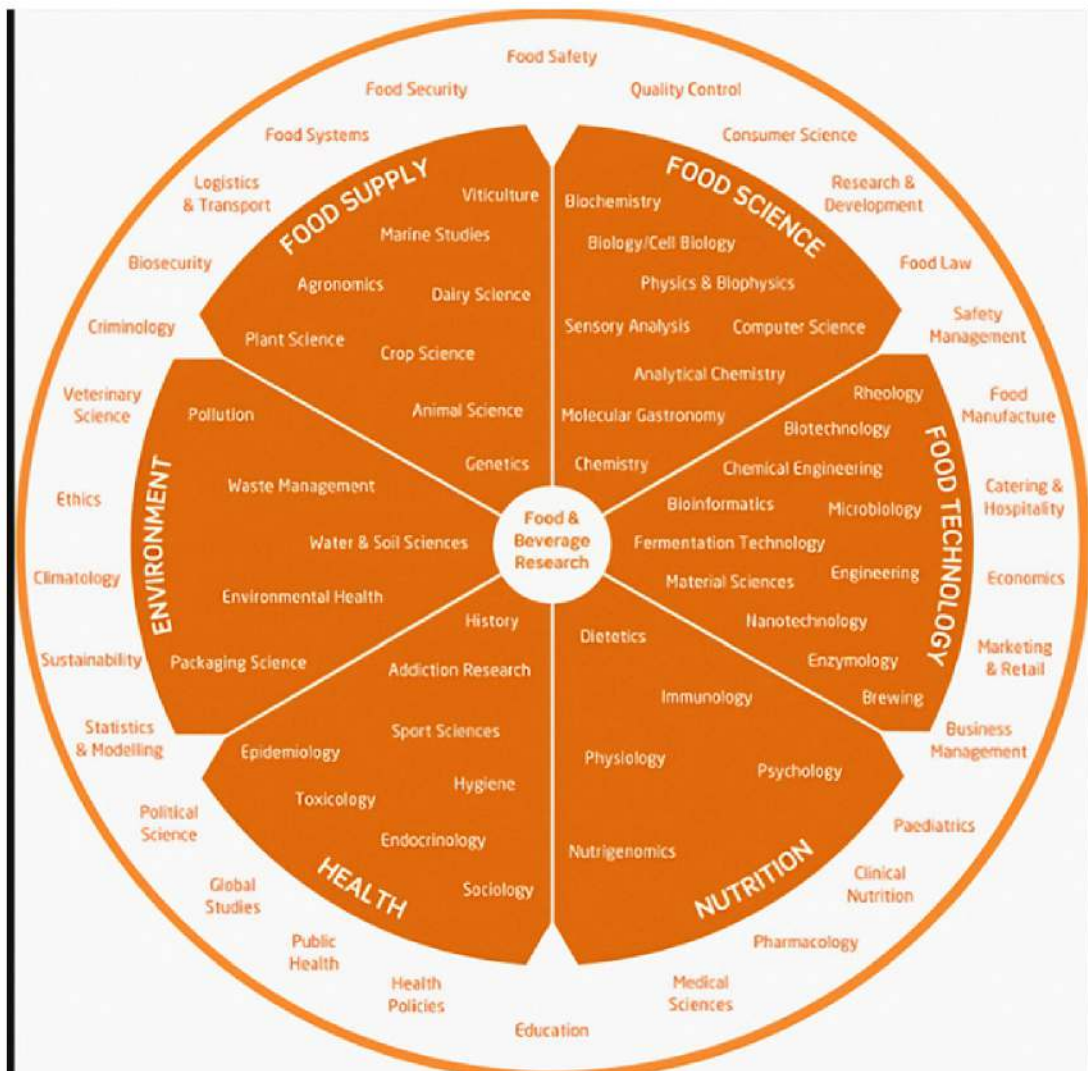 Food Safety
Food Security
Quality Control
Food Systems
Consumer Science
Logistics
& Transport
Research &
Development
Biosecurity
Food Law
Criminology
Safety
Management
Veterinary
Science
Food
Manufacture
Ethics
Catering &
Hospitality
Climatology
Economics
Sustainability
Marketing
& Retail
Statistics
& Modelling
Business
Management
Political
Science
Paediatrics
Global
Studies
Clinical
Nutrition
Public
Health
Pharmacology
Health
Policies
Medical
Sciences
Education
FOOD SUPPLY
Viticulture
Marine Studies
Agronomics
Dairy Science
Plant Science
Crop Science
Animal Science
Genetics
FOOD SCIENCE
Biochemistry
Biology/Cell Biology
Physics & Biophysics
Sensory Analysis
Computer Science
Analytical Chemistry
Molecular Gastronomy
Chemistry
FOOD TECHNOLOGY
Rheology
Biotechnology
Chemical Engineering
Bioinformatics
Microbiology
Fermentation Technology
Material Sciences
Engineering
Nanotechnology
Enzymology
Brewing
NUTRITION
Dietetics
Immunology
Physiology
Psychology
Nutrigenomics
HEALTH
History
Addiction Research
Sport Sciences
Epidemiology
Hygiene
Toxicology
Endocrinology
Sociology
ENVIRONMENT
Pollution
Waste Management
Water & Soil Sciences
Environmental Health
Packaging Science
Food &
Beverage
Research